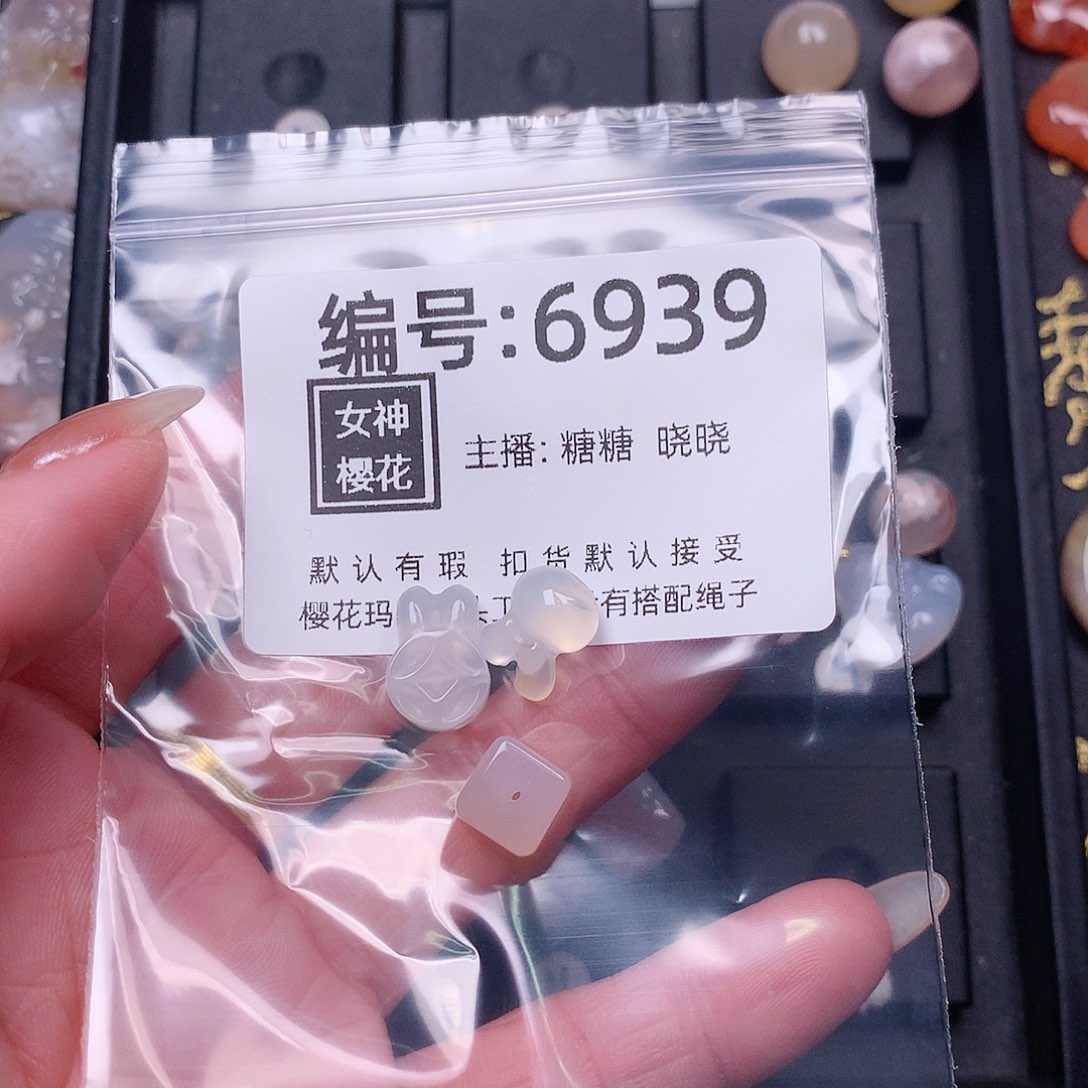 编号:6939
女神
樱花
主播: 糖糖 晓晓
默认有瑕 扣货默认接受
樱花玛 有搭配绳子